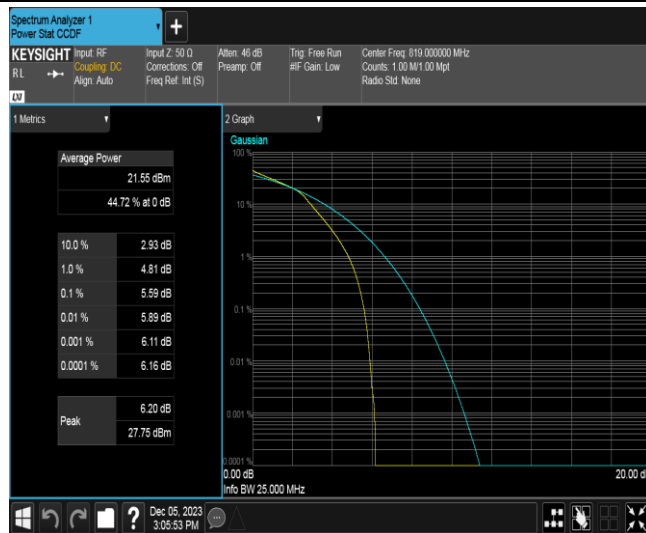 Spectrum Analyzer 1
Power Stat CCDF
KEYSIGHT
RL
Input: RF
Coupling: DC
Align: Auto
Input Z: 50 Ω
Corrections: Off
Freq Ref: Int (S)
Atten: 46 dB
Preamp: Off
Trig: Free Run
#IF Gain: Low
Center Freq: 819.000000 MHz
Counts: 1.00 M/1.00 Mpt
Radio Std: None
1 Metrics
Average Power
21.55 dBm
44.72 % at 0 dB
10.0 % 2.93 dB
1.0 % 4.81 dB
0.1 % 5.59 dB
0.01 % 5.89 dB
0.001 % 6.11 dB
0.0001 % 6.16 dB
Peak
6.20 dB
27.75 dBm
2 Graph
Gaussian
100 %
10 %
1 %
0.1 %
0.01 %
0.001 %
0.0001 %
0.00 dB
20.00 d
Info BW 25.000 MHz
?
Dec 05, 2023
3:05:53 PM